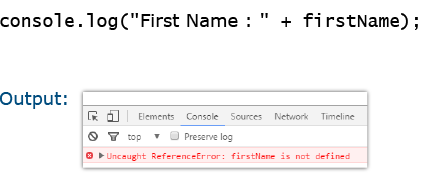 console.log("First Name : " + firstName);
Output:
Elements Console Sources Network Timeline
top ▼ Preserve log
Uncaught ReferenceError: firstName is not defined